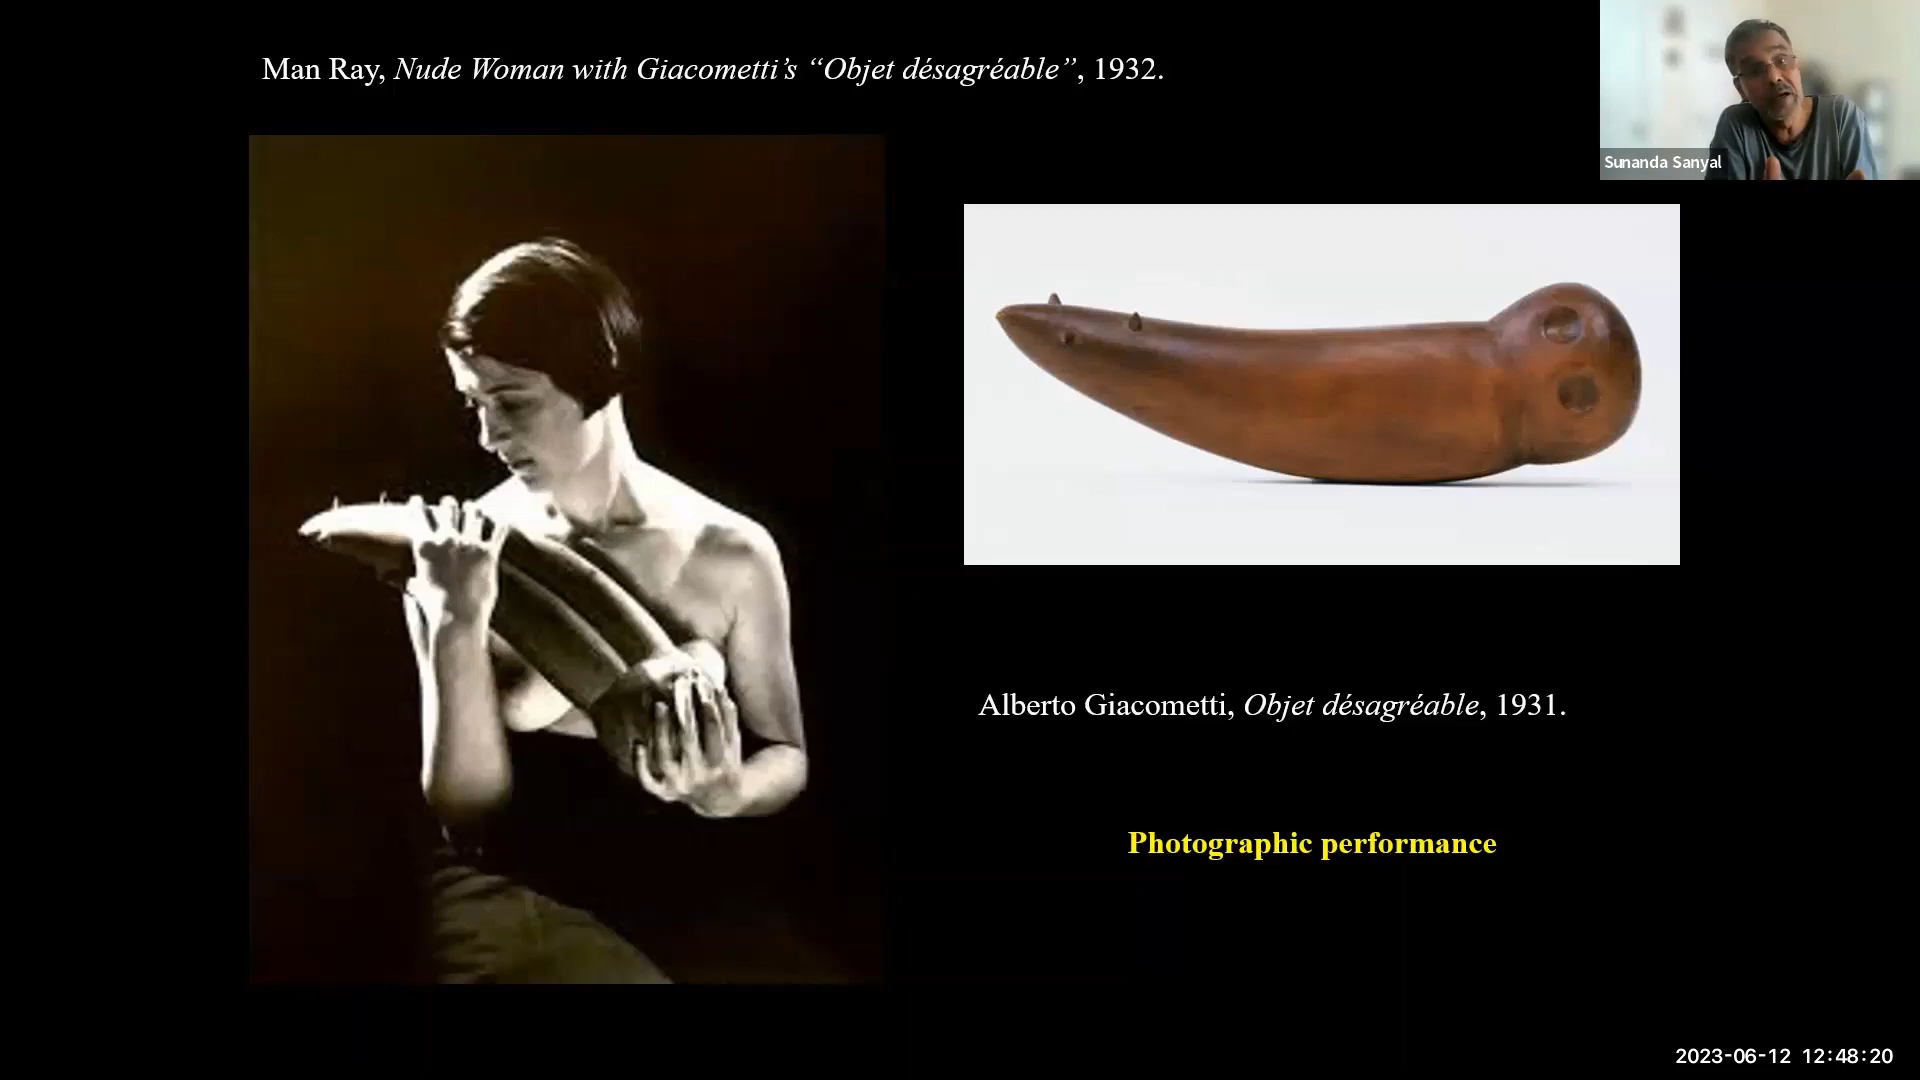 Man Ray, Nude Woman with Giacometti’s “Objet désagréable”, 1932.
Sunanda Sanyal
Alberto Giacometti, Objet désagréable, 1931.
Photographic performance
2023-06-12 12:48:20